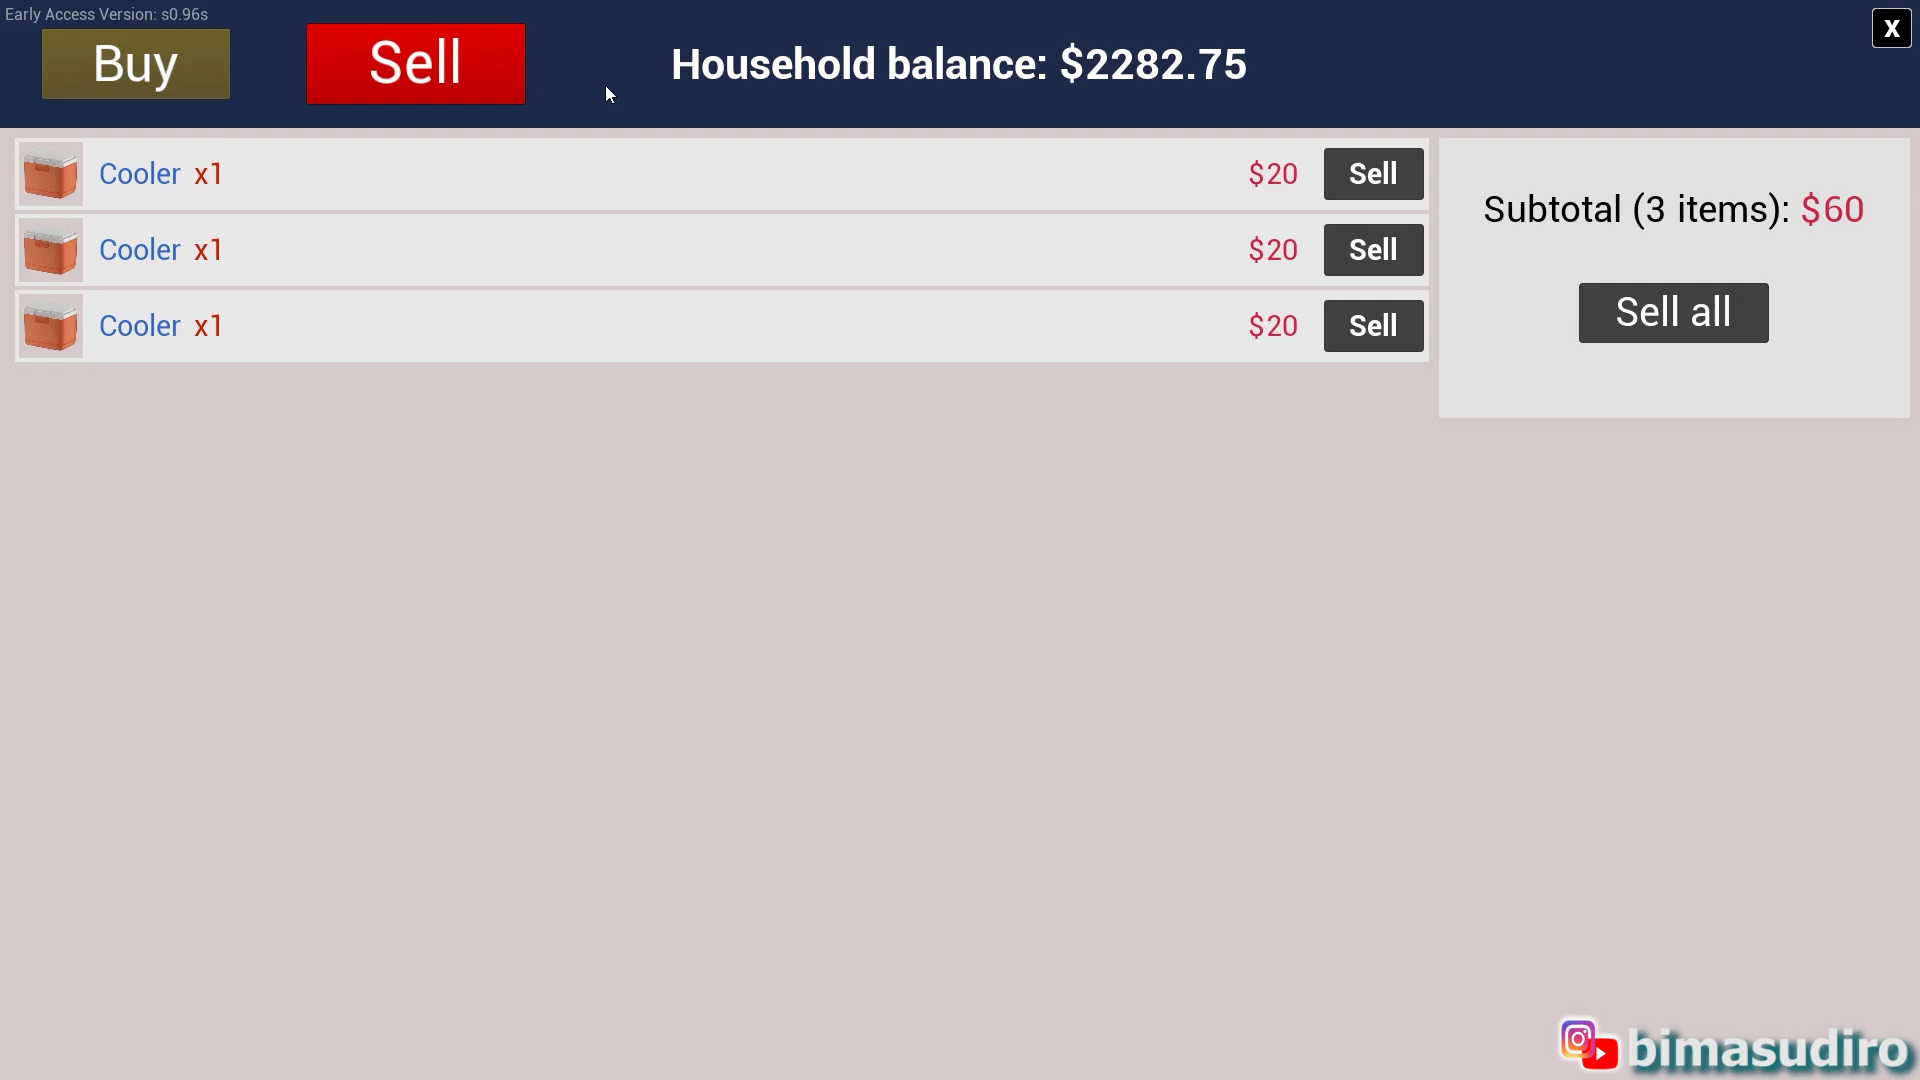 Early Access Version: s0.96s
Buy
Sell
Household balance: $2282.75
X
Cooler x1 $20 Sell
Cooler x1 $20 Sell
Cooler x1 $20 Sell
Subtotal (3 items): $60
Sell all
bimasudiro